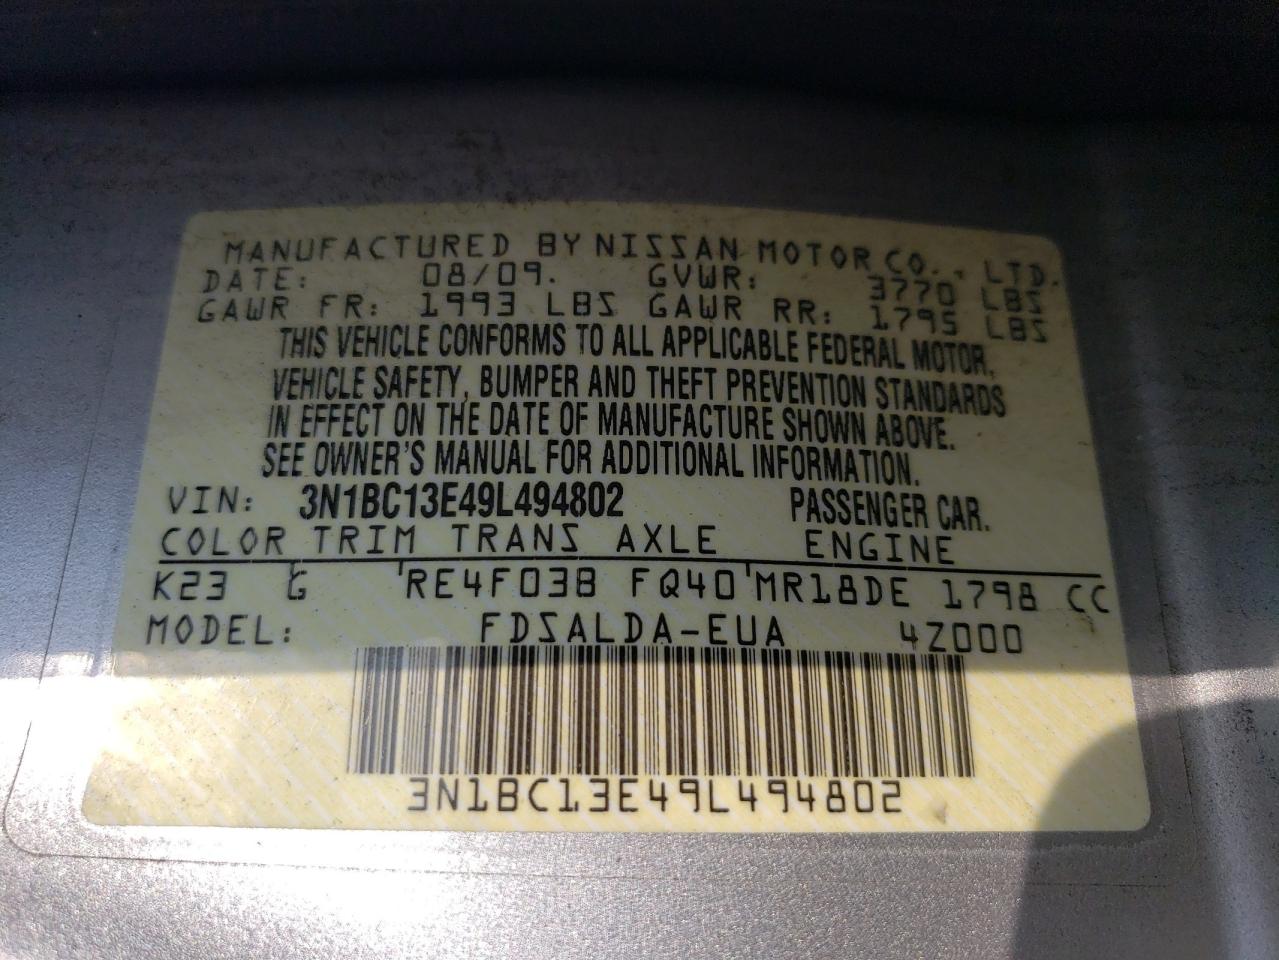 MANUFACTURED BY NISSAN MOTOR CO., LTD.
DATE: 08/09. GVWR: 3770 LBS
GAWR FR: 1993 LBS GAWR RR: 1795 LBS
THIS VEHICLE CONFORMS TO ALL APPLICABLE FEDERAL MOTOR,
VEHICLE SAFETY, BUMPER AND THEFT PREVENTION STANDARDS
IN EFFECT ON THE DATE OF MANUFACTURE SHOWN ABOVE.
SEE OWNER'S MANUAL FOR ADDITIONAL INFORMATION.
VIN: 3N1BC13E49L494802 PASSENGER CAR.
COLOR TRIM TRANS AXLE ENGINE
K23 G RE4F03B FQ40 MR18DE 1798 CC
MODEL: FDSALDA-EUA 4Z000
3N1BC13E49L494802